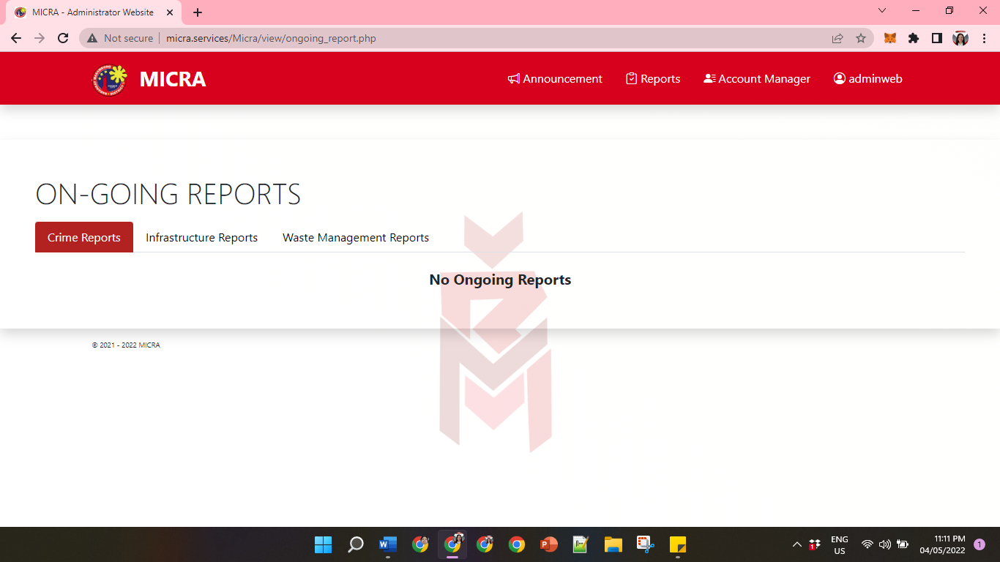 MICRA - Administrator Website
Not secure
micra.services/Micra/view/ongoing_report.php
MICRA
Announcement
Reports
Account Manager
adminweb
ON-GOING REPORTS
Crime Reports
Infrastructure Reports
Waste Management Reports
No Ongoing Reports
© 2021 - 2022 MICRA
1
ENG
US
11:11 PM
04/05/2022
1